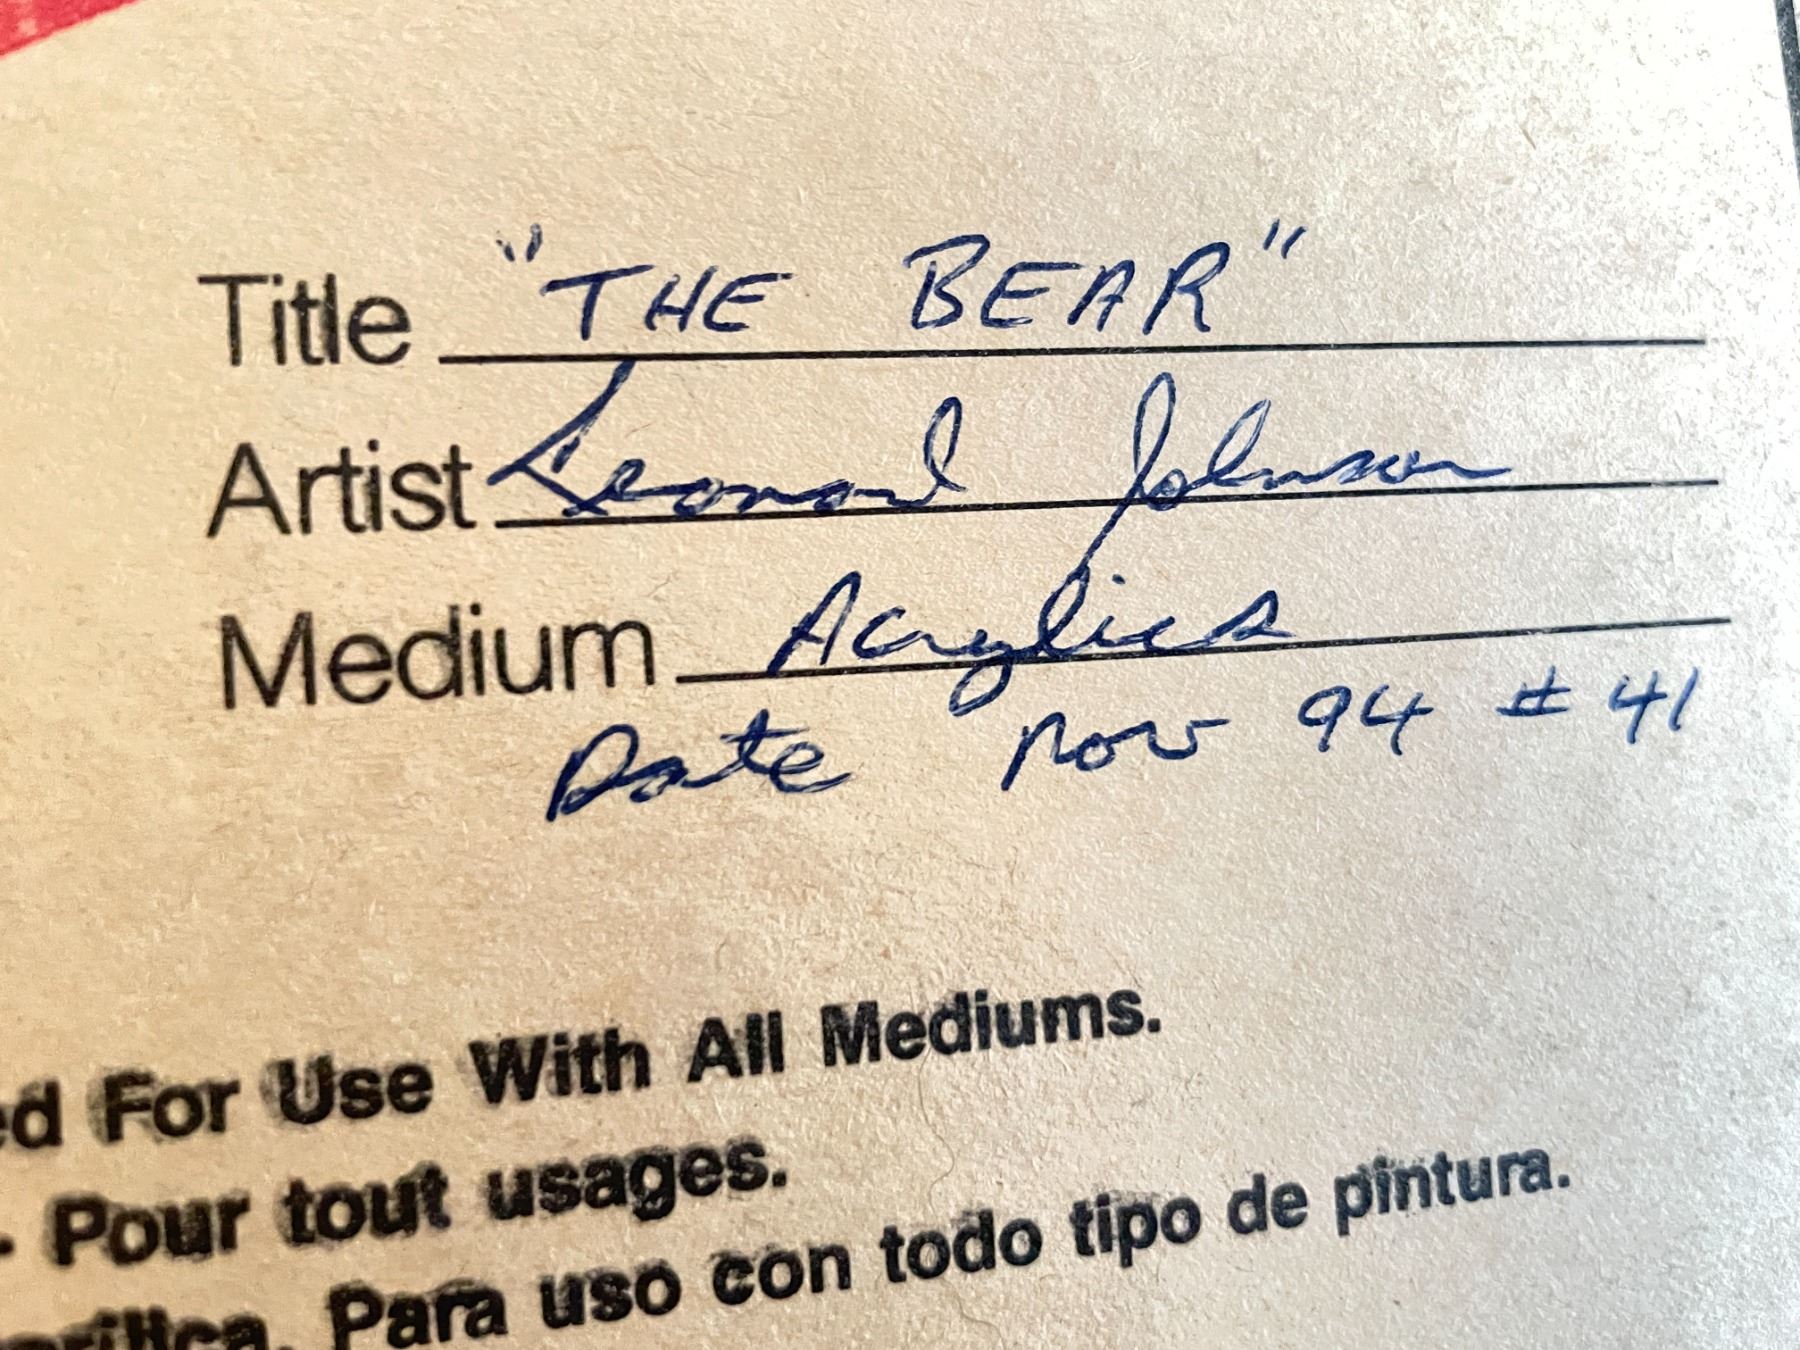 Title "THE BEAR"
Artist Leonard Johnson
Medium Acrylics
Date Nov 94 # 41
For Use With All Mediums.
- Pour tout usages.
Para uso con todo tipo de pintura.